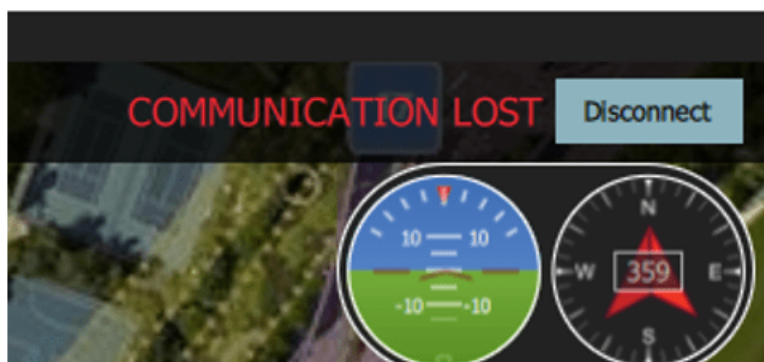 COMMUNICATION LOST Disconnect
N
10 10
W 359 E
-10 -10
S